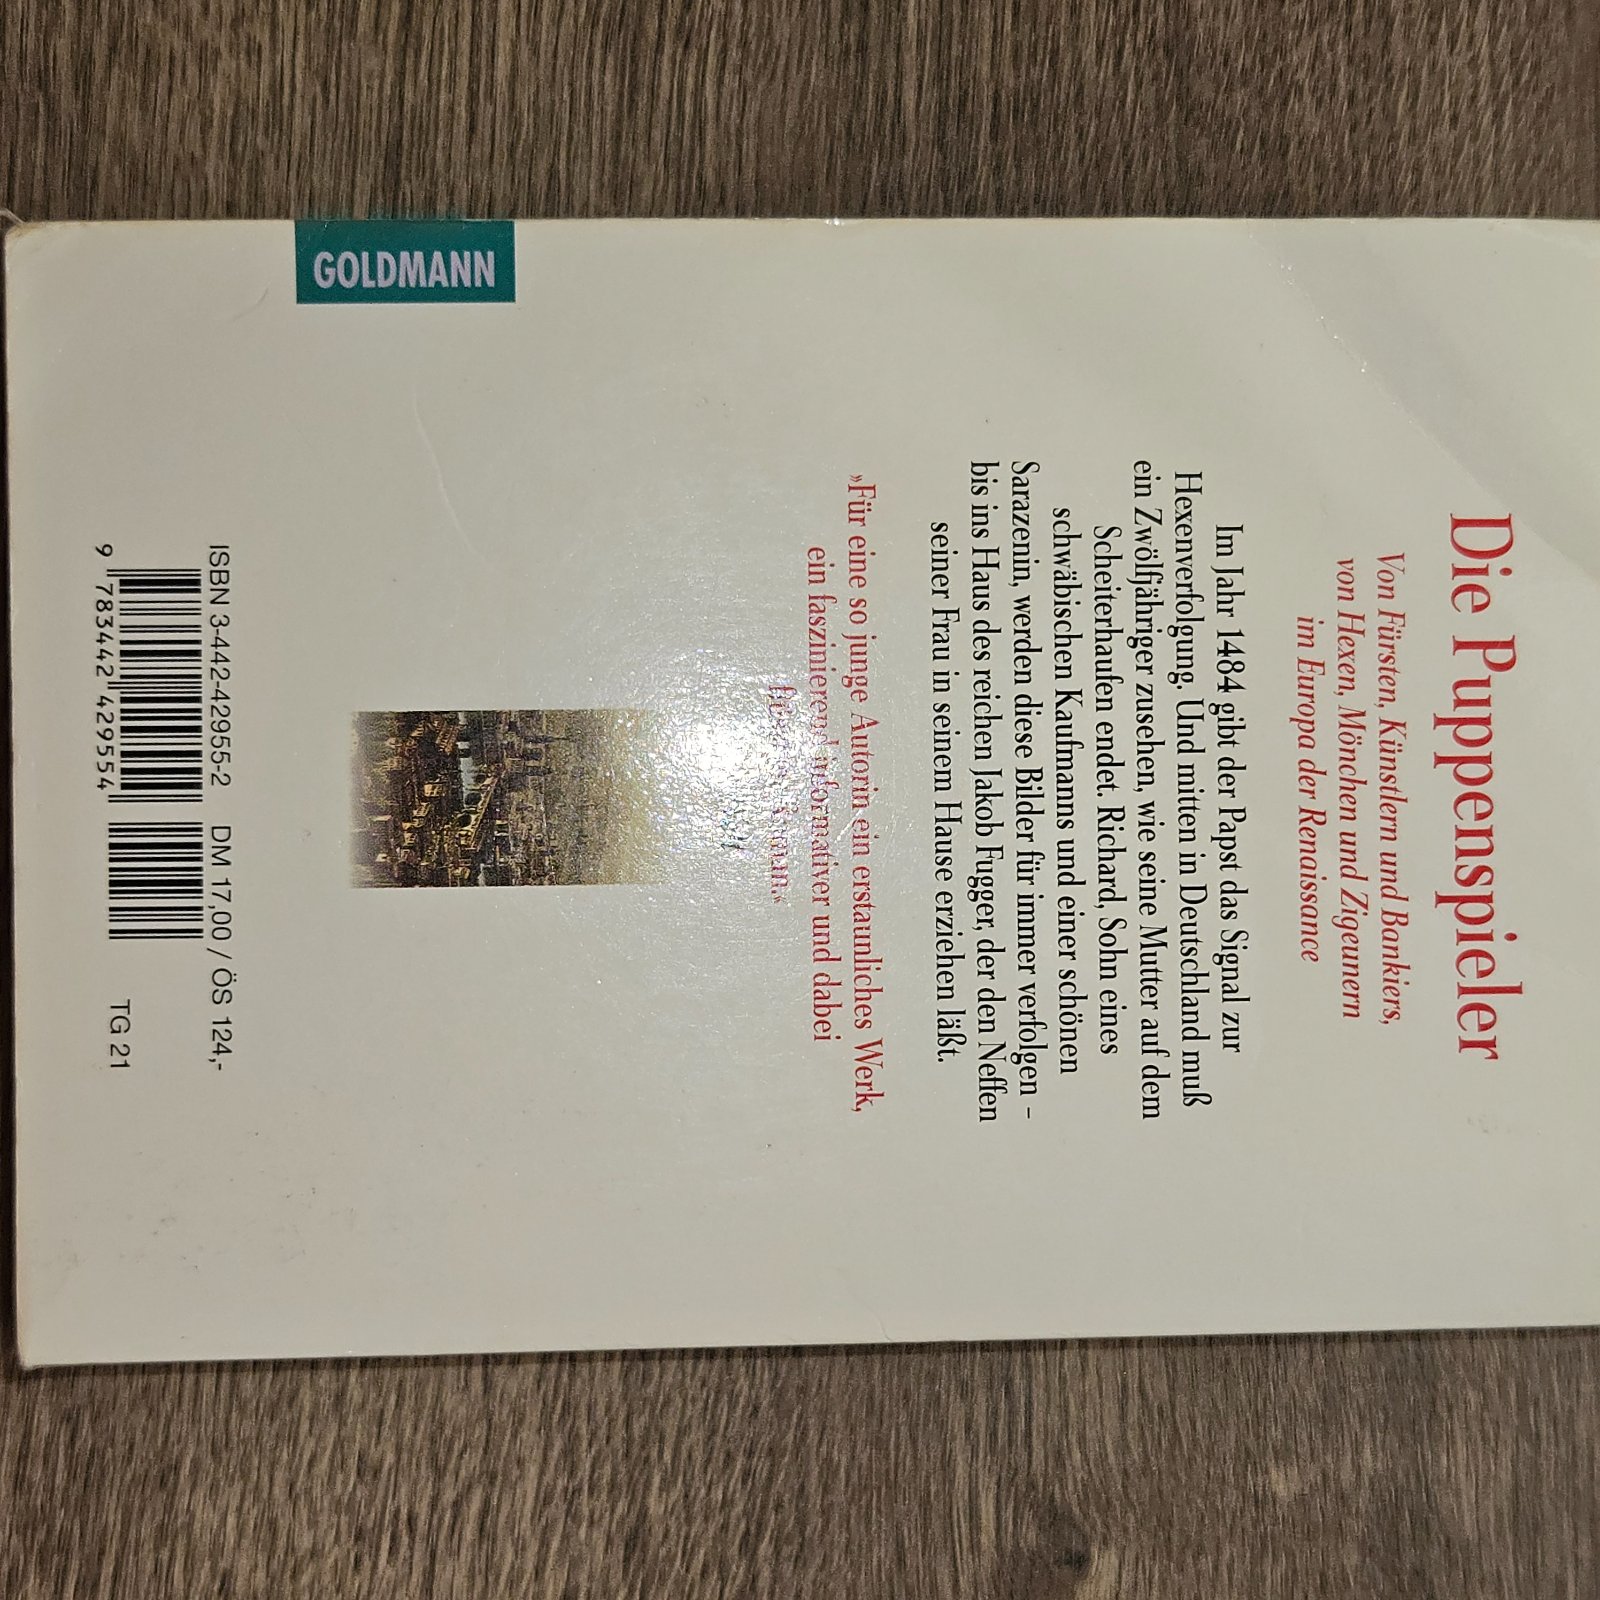 Die Puppenspieler
Von Fürsten, Künstlern und Bankiers,
von Hexen, Mönchen und Zigeunern
im Europa der Renaissance
Im Jahr 1484 gibt der Papst das Signal zur
Hexenverfolgung. Und mitten in Deutschland muß
ein Zwölfjähriger zusehen, wie seine Mutter auf dem
Scheiterhaufen endet. Richard, Sohn eines
schwäbischen Kaufmanns und einer schönen
Sarazenin, werden diese Bilder für immer verfolgen –
bis ins Haus des reichen Jakob Fugger, der den Neffen
seiner Frau in seinem Hause erziehen läßt.
»Für eine so junge Autorin ein erstaunliches Werk,
ein faszinierend informativer und dabei
GOLDMANN
ISBN 3-442-42955-2 DM 17,00 / ÖS 124,-
9 783442 429554
TG 21